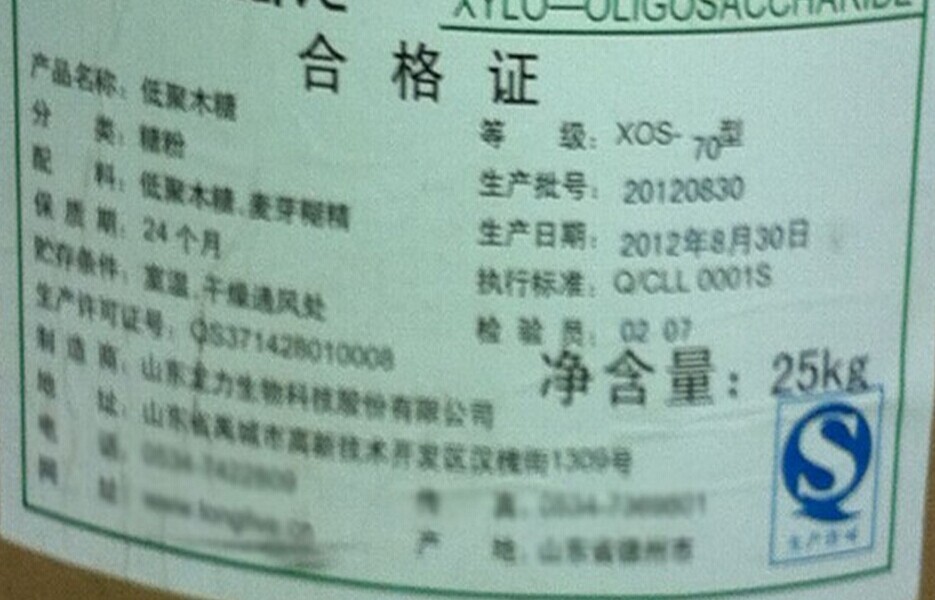 XYLO—OLIGOSACCHARIDE
合格证
产品名称：低聚木糖
分 类：糖粉
配 料：低聚木糖、麦芽糊精
保 质 期：24个月
贮存条件：室温、干燥通风处
生产许可证号：QS371428010008
制 造 商：山东龙力生物科技股份有限公司
地 址：山东省禹城市高新技术开发区汉槐街1309号
电 话：
网 址：
等 级：XOS-70型
生产批号：20120830
生产日期：2012年8月30日
执行标准：Q/CLL 0001S
检 验 员：02 07
净含量：25kg
传 真：
产 地：山东省德州市
S